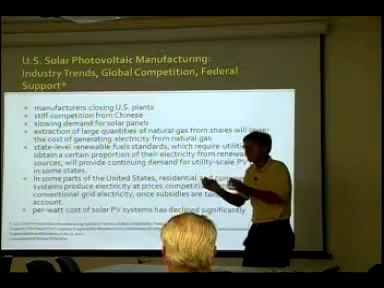 U.S. Solar Photovoltaic Manufacturing:
Industry Trends, Global Competition, Federal
Support*
manufacturers closing U.S. plants
stiff competition from Chinese
slowing demand for solar panels
extraction of large quantities of natural gas from shares will lower
the cost of generating electricity from natural gas
state-level renewable fuels standards, which require utilities
obtain a certain proportion of their electricity from renewable
sources, will provide continuing demand for utility-scale PV
in some states.
In some parts of the United States, residential and
systems produce electricity at prices
conventional grid electricity, once subsidies are
account.
per-watt cost of solar PV systems has declined significantly